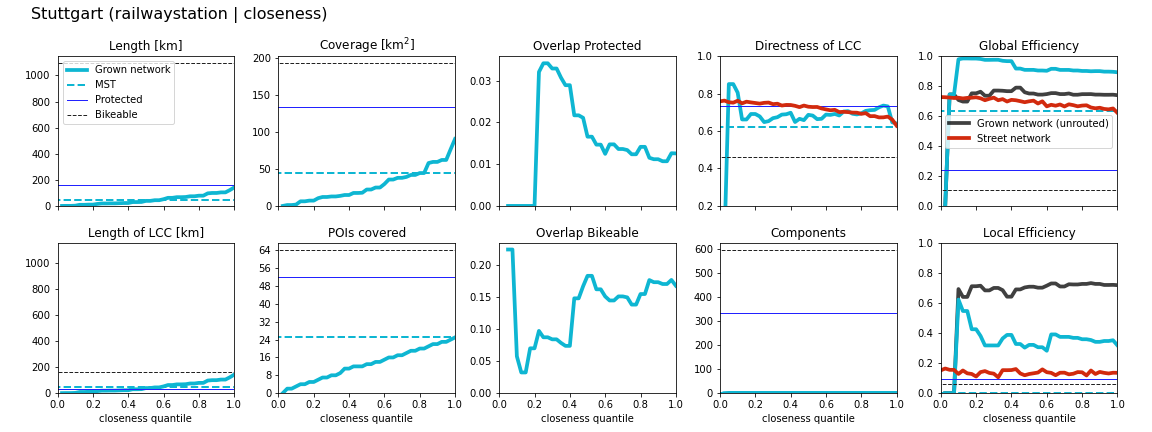 Stuttgart (railwaystation | closeness)
Length [km]
Coverage [km²]
Overlap Protected
Directness of LCC
Global Efficiency
1000
800
600
400
200
0
Grown network
MST
Protected
Bikeable
200
150
100
50
0
0.03
0.02
0.01
0.00
1.0
0.8
0.6
0.4
0.2
1.0
0.8
0.6
0.4
0.2
0.0
Grown network (unrouted)
Street network
Length of LCC [km]
POIs covered
Overlap Bikeable
Components
Local Efficiency
1000
800
600
400
200
0
64
56
48
40
32
24
16
8
0
0.20
0.15
0.10
0.05
0.00
600
500
400
300
200
100
0
1.0
0.8
0.6
0.4
0.2
0.0
0.0 0.2 0.4 0.6 0.8 1.0
0.0 0.2 0.4 0.6 0.8 1.0
0.0 0.2 0.4 0.6 0.8 1.0
0.0 0.2 0.4 0.6 0.8 1.0
0.0 0.2 0.4 0.6 0.8 1.0
closeness quantile
closeness quantile
closeness quantile
closeness quantile
closeness quantile